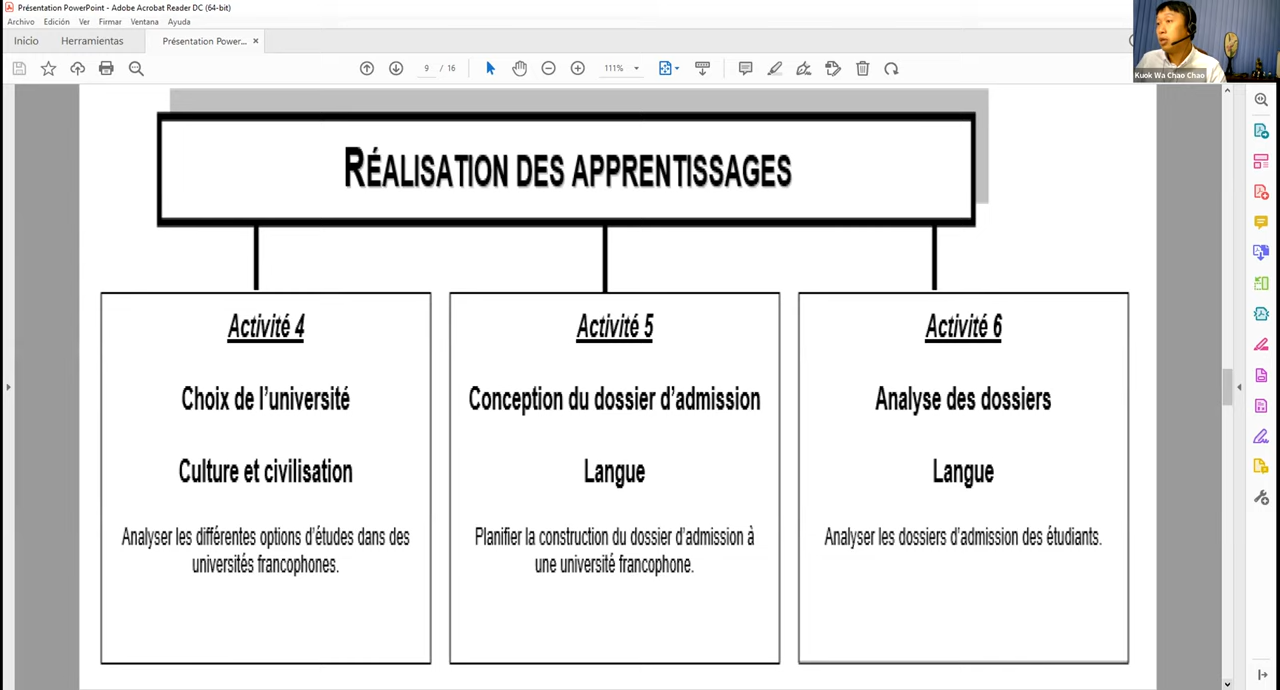 Présentation PowerPoint - Adobe Acrobat Reader DC (64-bit)
Archivo Edición Ver Firmar Ventana Ayuda
Inicio Herramientas Présentation Power... ×
9 / 16 111%
Kuok Wa Chao Chao
RÉALISATION DES APPRENTISSAGES
Activité 4
Choix de l'université
Culture et civilisation
Analyser les différentes options d'études dans des
universités francophones.
Activité 5
Conception du dossier d'admission
Langue
Planifier la construction du dossier d'admission à
une université francophone.
Activité 6
Analyse des dossiers
Langue
Analyser les dossiers d'admission des étudiants.